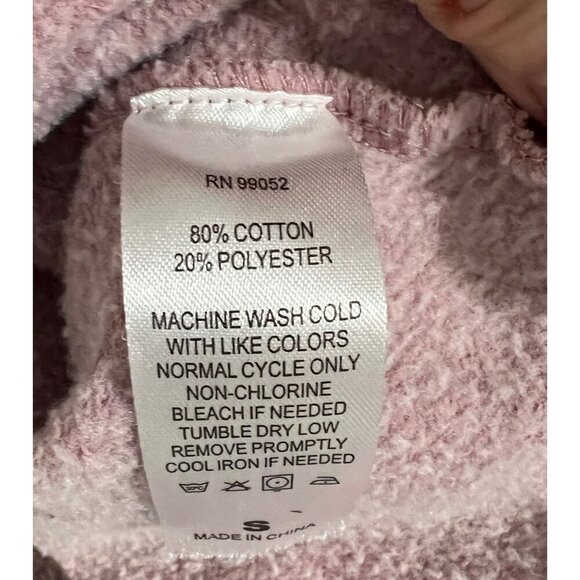 RN 99052
80% COTTON
20% POLYESTER
MACHINE WASH COLD
WITH LIKE COLORS
NORMAL CYCLE ONLY
NON-CHLORINE
BLEACH IF NEEDED
TUMBLE DRY LOW
REMOVE PROMPTLY
COOL IRON IF NEEDED
S
MADE IN CHINA